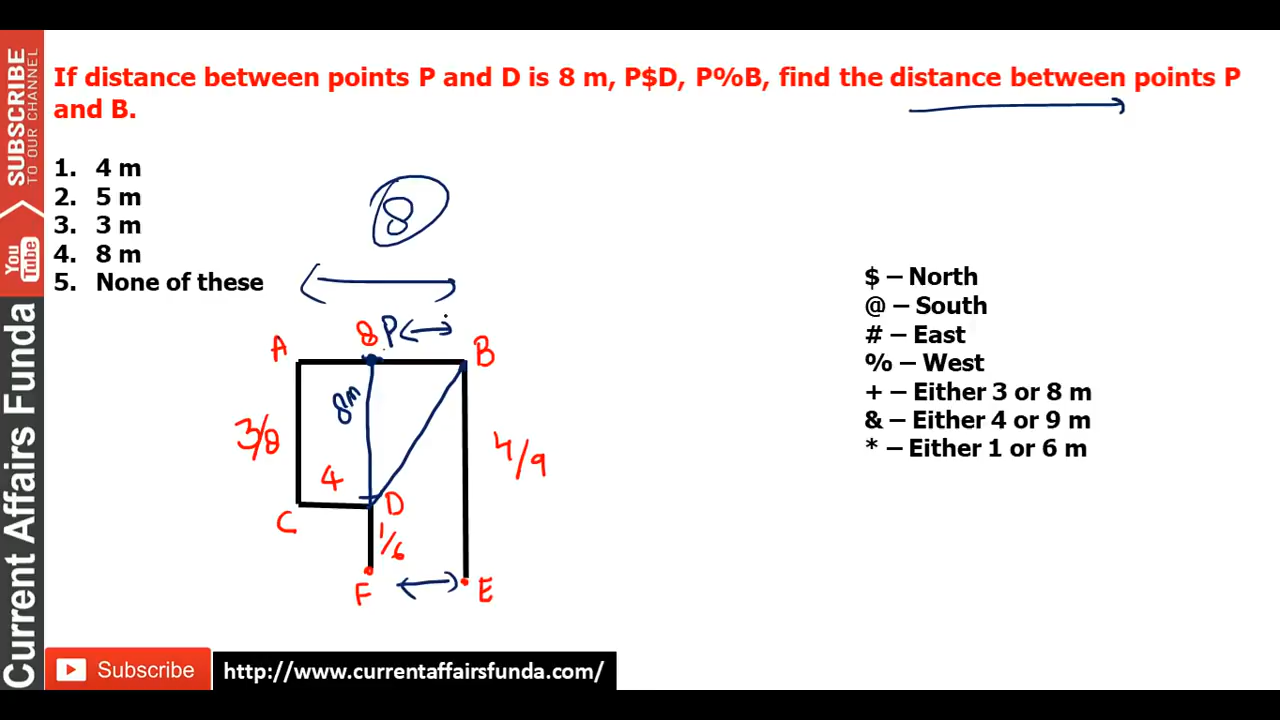 SUBSCRIBE
TO OUR CHANNEL
You
Tube
Current Affairs Funda
If distance between points P and D is 8 m, P$D, P%B, find the distance between points P
and B.
1. 4 m
2. 5 m
3. 3 m
4. 8 m
5. None of these
8
8 P
A B
8m
3/8
4
4/9
C D
1/6
F E
$ – North
@ – South
# – East
% – West
+ – Either 3 or 8 m
& – Either 4 or 9 m
* – Either 1 or 6 m
Subscribe
http://www.currentaffairsfunda.com/